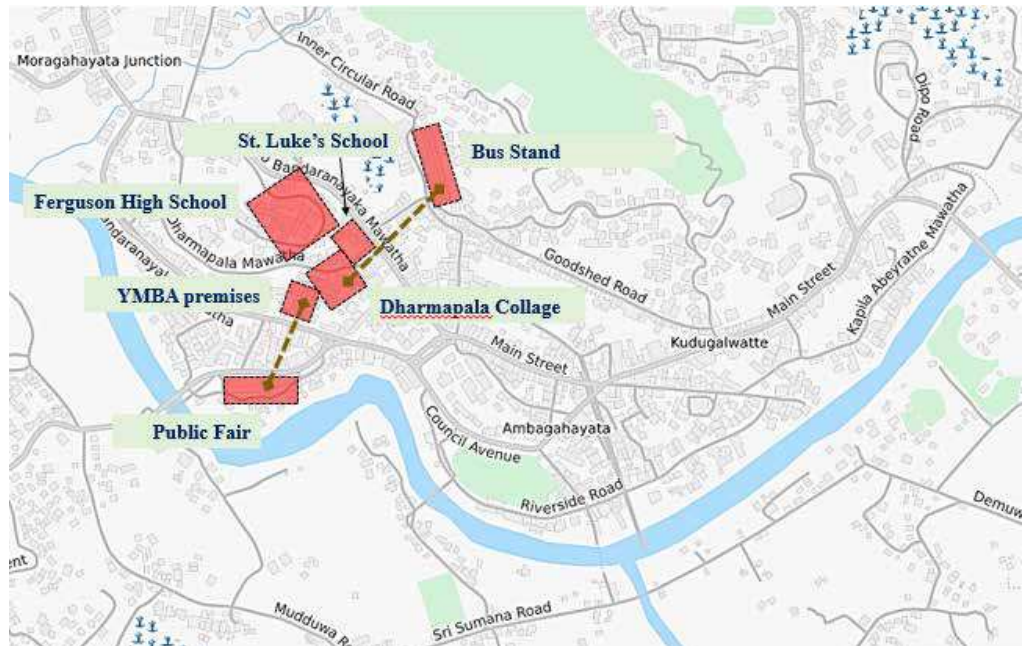 Moragahayata Junction
Inner Circular Road
Dipo Road
St. Luke's School
Bus Stand
Bandaranayaka Mawatha
Ferguson High School
Dharmapala Mawatha
Kapila Abeyratne Mawatha
Goodshed Road
Main Street
YMBA premises
Dharmapala Collage
Main Street
Kudugalwatte
Public Fair
Council Avenue
Ambagahayata
Riverside Road
Sri Sumana Road